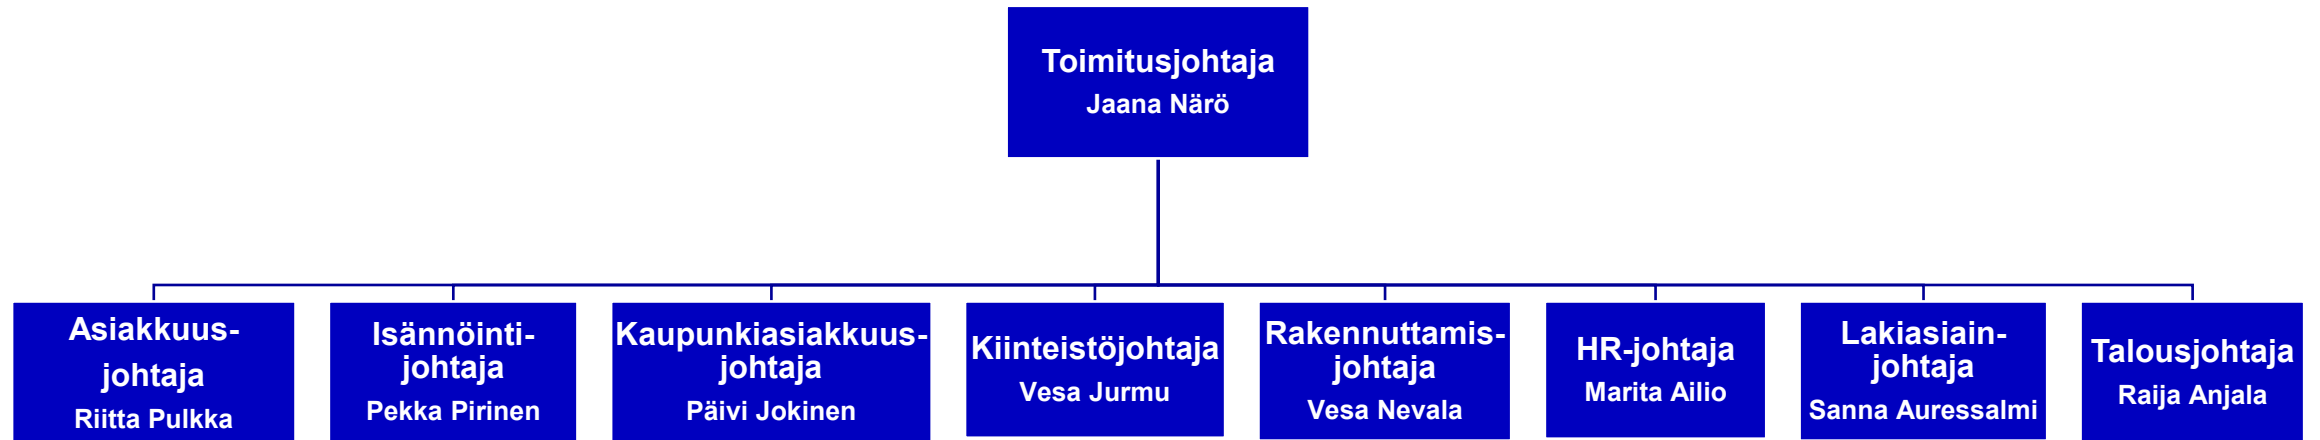 Toimitusjohtaja
Jaana Närö
Asiakkuus-
johtaja
Riitta Pulkka
Isännöinti-
johtaja
Pekka Pirinen
Kaupunkiasiakkuus-
johtaja
Päivi Jokinen
Kiinteistöjohtaja
Vesa Jurmu
Rakennuttamis-
johtaja
Vesa Nevala
HR-johtaja
Marita Ailio
Lakiasiain-
johtaja
Sanna Auressalmi
Talousjohtaja
Raija Anjala